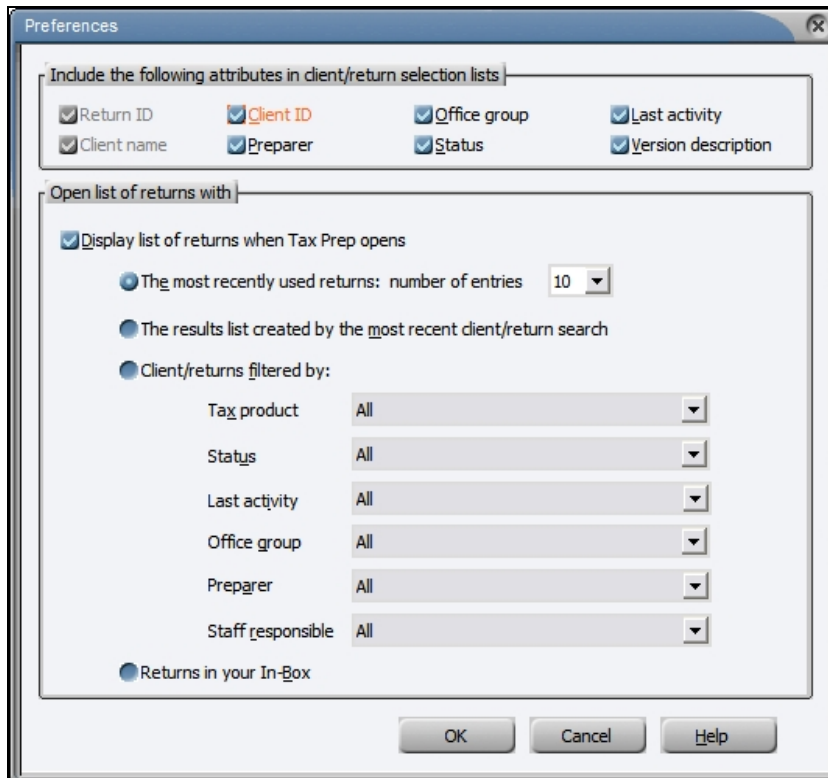 Preferences
Include the following attributes in client/return selection lists
Return ID Client ID Office group Last activity
Client name Preparer Status Version description
Open list of returns with
Display list of returns when Tax Prep opens
The most recently used returns: number of entries 10
The results list created by the most recent client/return search
Client/returns filtered by:
Tax product All
Status All
Last activity All
Office group All
Preparer All
Staff responsible All
Returns in your In-Box
OK Cancel Help